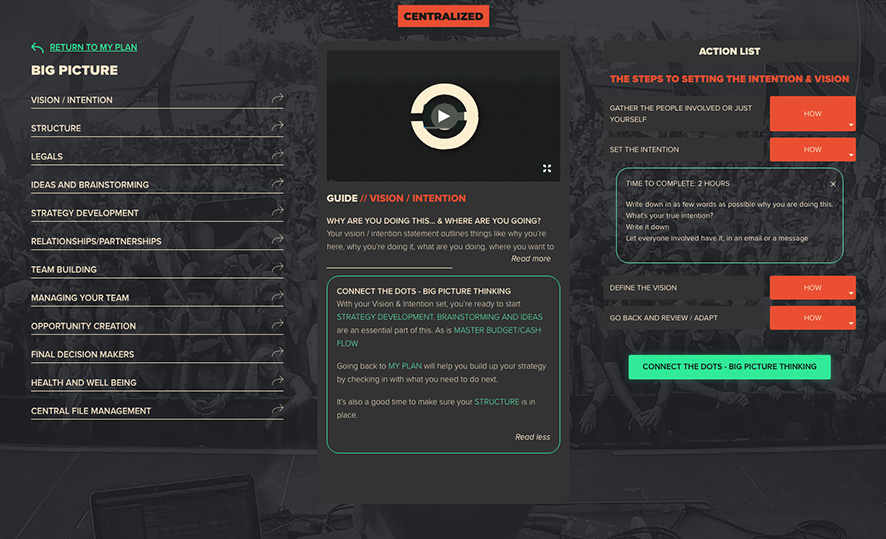 CENTRALIZED
RETURN TO MY PLAN
BIG PICTURE
VISION / INTENTION
STRUCTURE
LEGALS
IDEAS AND BRAINSTORMING
STRATEGY DEVELOPMENT
RELATIONSHIPS/PARTNERSHIPS
TEAM BUILDING
MANAGING YOUR TEAM
OPPORTUNITY CREATION
FINAL DECISION MAKERS
HEALTH AND WELL BEING
CENTRAL FILE MANAGEMENT
GUIDE // VISION / INTENTION
WHY ARE YOU DOING THIS... & WHERE ARE YOU GOING?
Your vision / intention statement outlines things like why you're
here, why you're doing it, what are you doing, where you want to
Read more
CONNECT THE DOTS - BIG PICTURE THINKING
With your Vision & Intention set, you're ready to start
STRATEGY DEVELOPMENT. BRAINSTORMING AND IDEAS
are an essential part of this. As is MASTER BUDGET/CASH
FLOW
Going back to MY PLAN will help you build up your strategy
by checking in with what you need to do next.
It's also a good time to make sure your STRUCTURE is in
place.
Read less
ACTION LIST
THE STEPS TO SETTING THE INTENTION & VISION
GATHER THE PEOPLE INVOLVED OR JUST
YOURSELF
HOW
SET THE INTENTION
HOW
TIME TO COMPLETE: 2 HOURS
Write down in as few words as possible why you are doing this.
What's your true intention?
Write it down
Let everyone involved have it, in an email or a message
DEFINE THE VISION
HOW
GO BACK AND REVIEW / ADAPT
HOW
CONNECT THE DOTS - BIG PICTURE THINKING